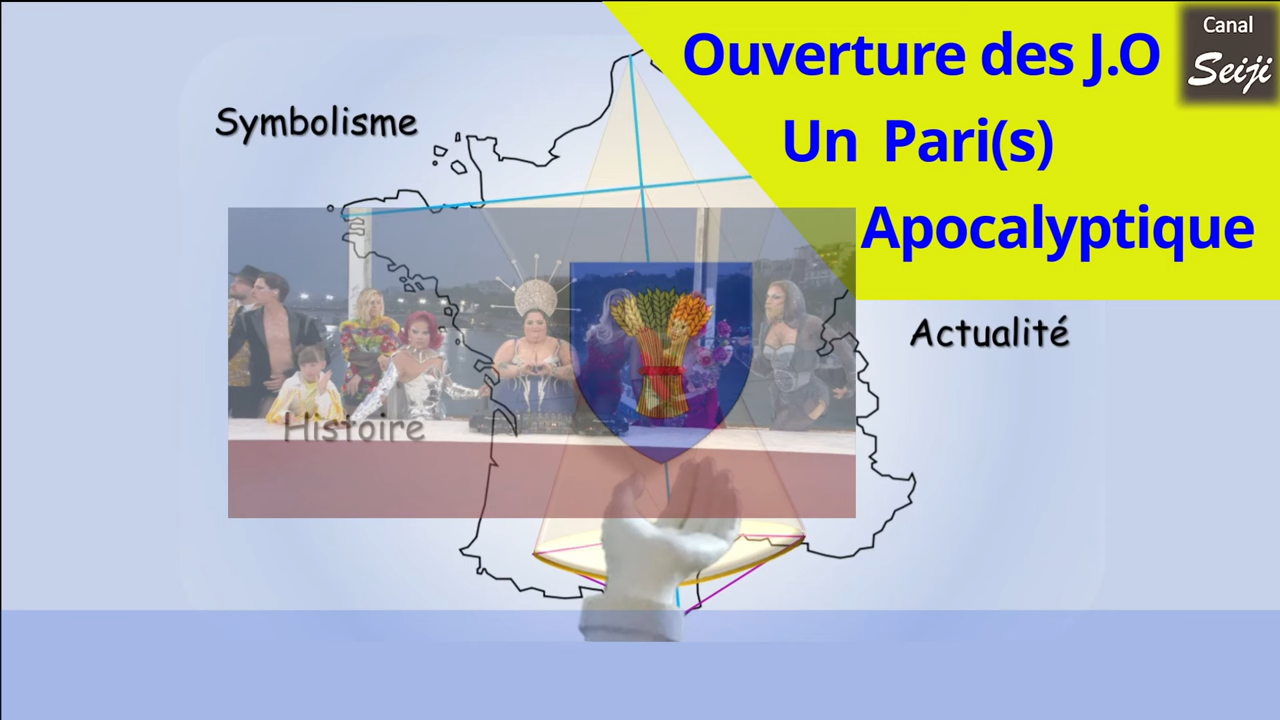 Ouverture des J.O
Un Pari(s)
Apocalyptique
Canal
Seiji
Symbolisme
Actualité
Histoire